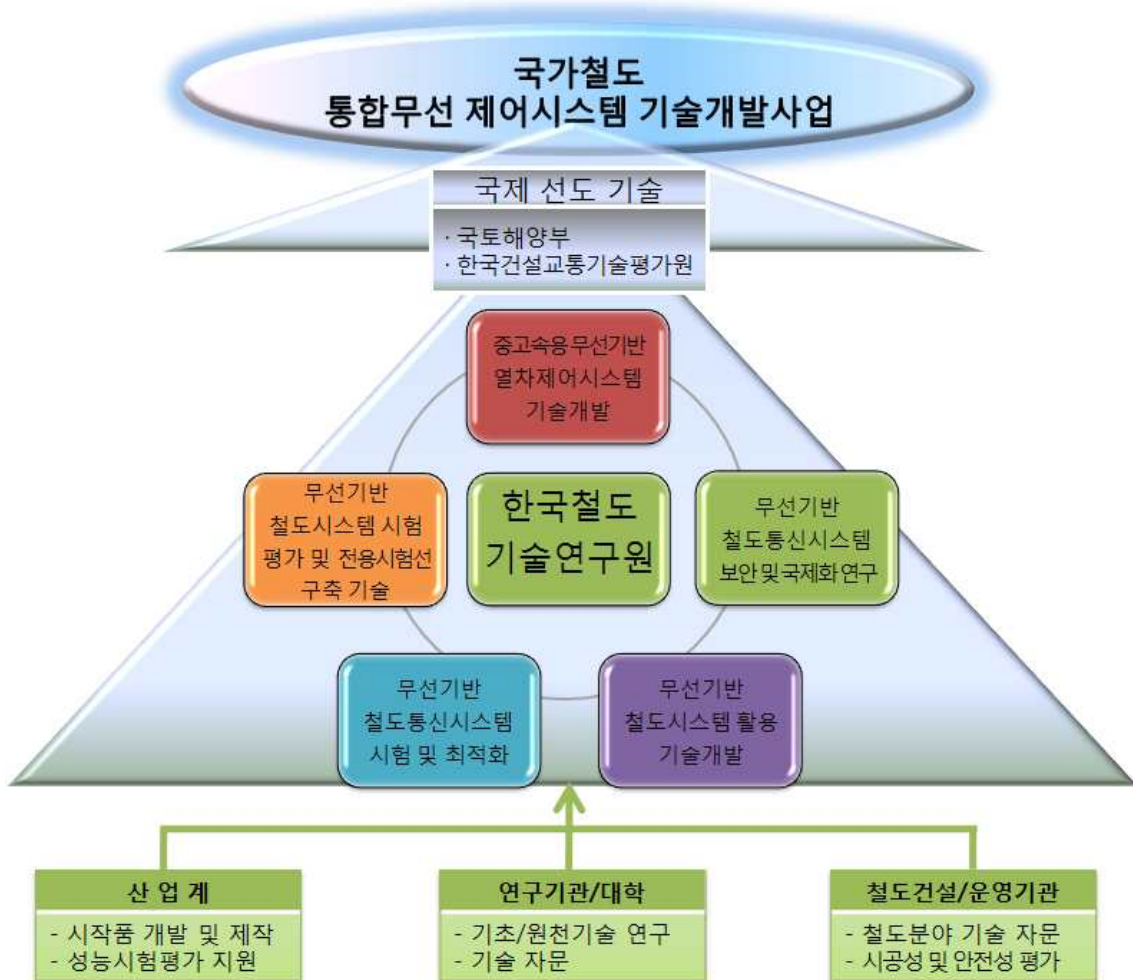 국가철도
통합무선 제어시스템 기술개발사업
국제 선도 기술
· 국토해양부
· 한국건설교통기술평가원
중고속용 무선기반
열차제어시스템
기술개발
무선기반
철도시스템 시험
평가 및 전용시험선
구축 기술
한국철도
기술연구원
무선기반
철도통신시스템
보안 및 국제화 연구
무선기반
철도통신시스템
시험 및 최적화
무선기반
철도시스템 활용
기술개발
산 업 계
- 시작품 개발 및 제작
- 성능시험평가 지원
연구기관/대학
- 기초/원천기술 연구
- 기술 자문
철도건설/운영기관
- 철도분야 기술 자문
- 시공성 및 안전성 평가